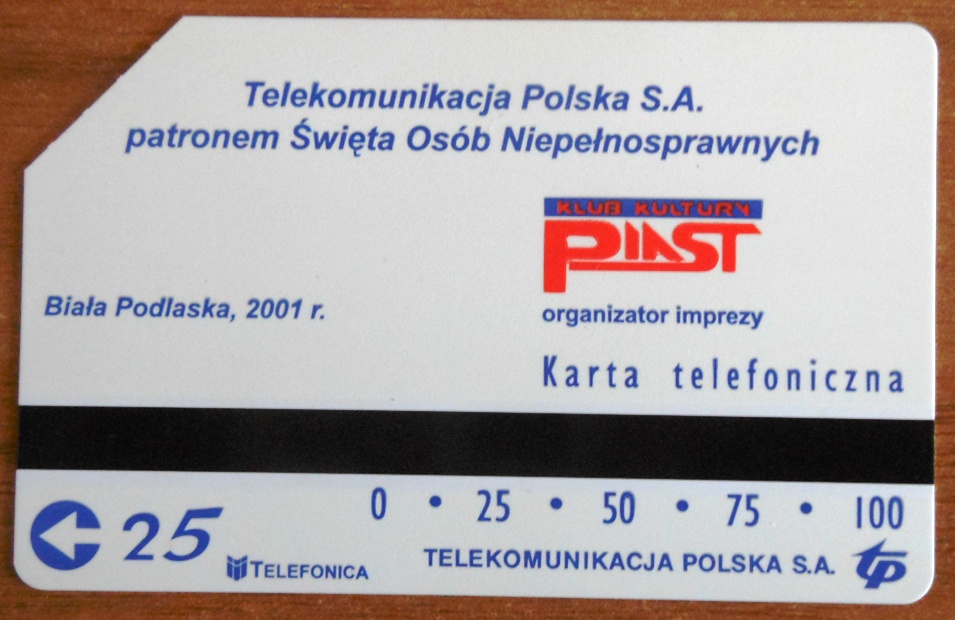 Telekomunikacja Polska S.A.
patronem Święta Osób Niepełnosprawnych
KLUB KULTURY
PIAST
organizator imprezy
Biała Podlaska, 2001 r.
Karta telefoniczna
0 • 25 • 50 • 75 • 100
25
TELEFONICA
TELEKOMUNIKACJA POLSKA S.A.
tp